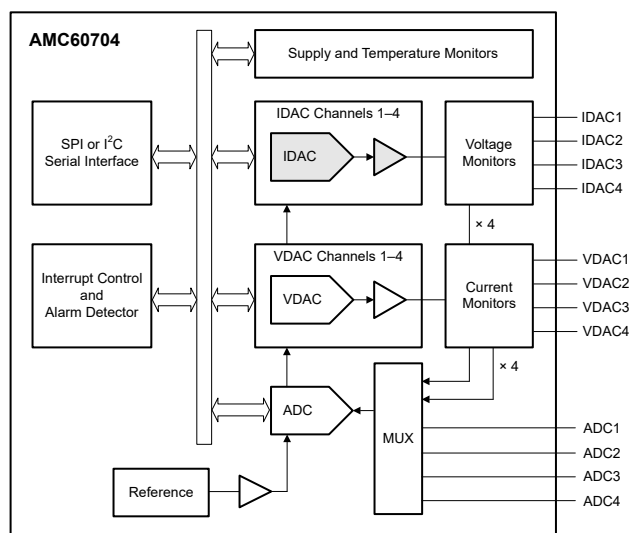 AMC60704
Supply and Temperature Monitors
IDAC Channels 1–4
IDAC
SPI or I²C
Serial Interface
Voltage
Monitors
IDAC1
IDAC2
IDAC3
IDAC4
× 4
VDAC Channels 1–4
VDAC
Interrupt Control
and
Alarm Detector
Current
Monitors
VDAC1
VDAC2
VDAC3
VDAC4
× 4
ADC
MUX
ADC1
ADC2
ADC3
ADC4
Reference